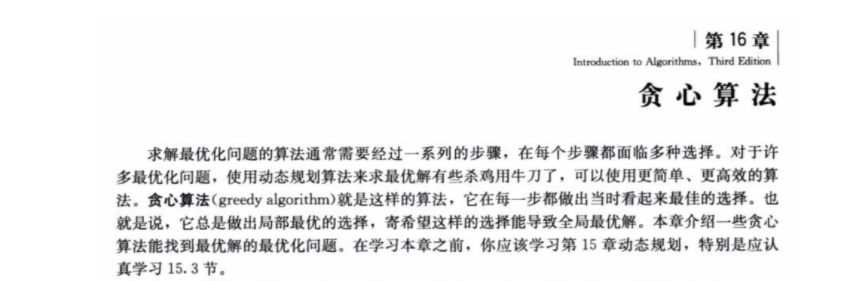 第 16 章
Introduction to Algorithms, Third Edition
贪心算法
求解最优化问题的算法通常需要经过一系列的步骤，在每个步骤都面临多种选择。对于许
多最优化问题，使用动态规划算法来求最优解有些杀鸡用牛刀了，可以使用更简单、更高效的算
法。贪心算法(greedy algorithm)就是这样的算法，它在每一步都做出当时看起来最佳的选择。也
就是说，它总是做出局部最优的选择，寄希望这样的选择能导致全局最优解。本章介绍一些贪心
算法能找到最优解的最优化问题。在学习本章之前，你应该学习第 15 章动态规划，特别是应认
真学习 15.3 节。